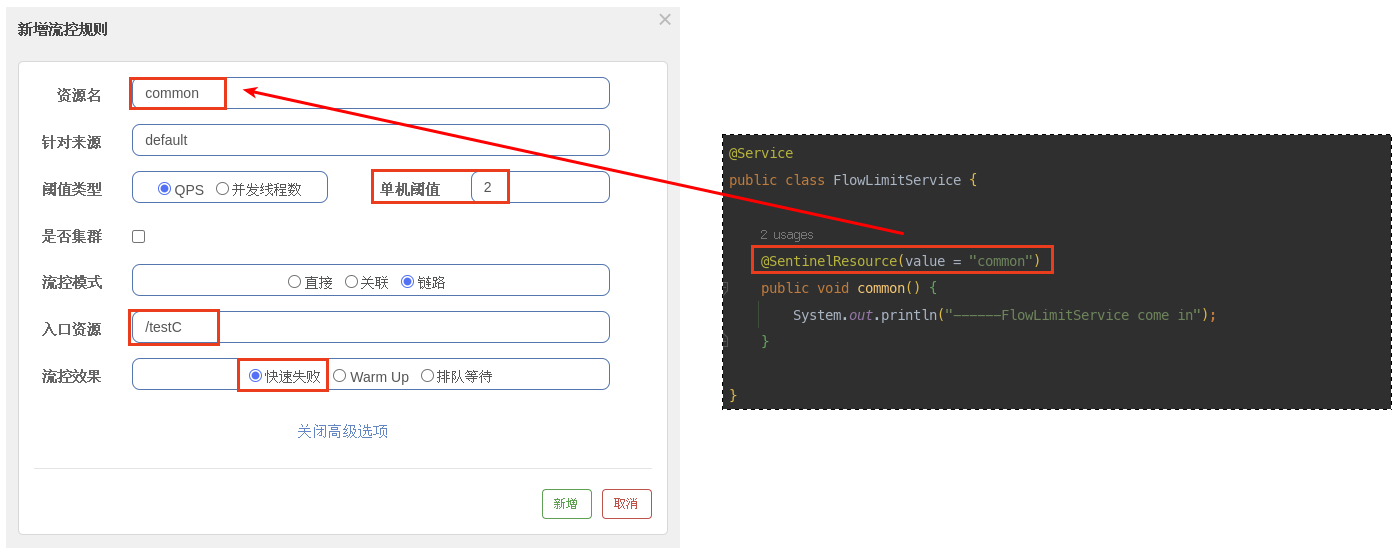 新增流控规则
×
资源名 common
针对来源 default
阈值类型 QPS 并发线程数 单机阈值 2
是否集群
流控模式 直接 关联 链路
入口资源 /testC
流控效果 快速失败 Warm Up 排队等待
关闭高级选项
新增 取消
@Service
public class FlowLimitService {
2 usages
@SentinelResource(value = "common")
public void common() {
System.out.println("------FlowLimitService come in");
}
}